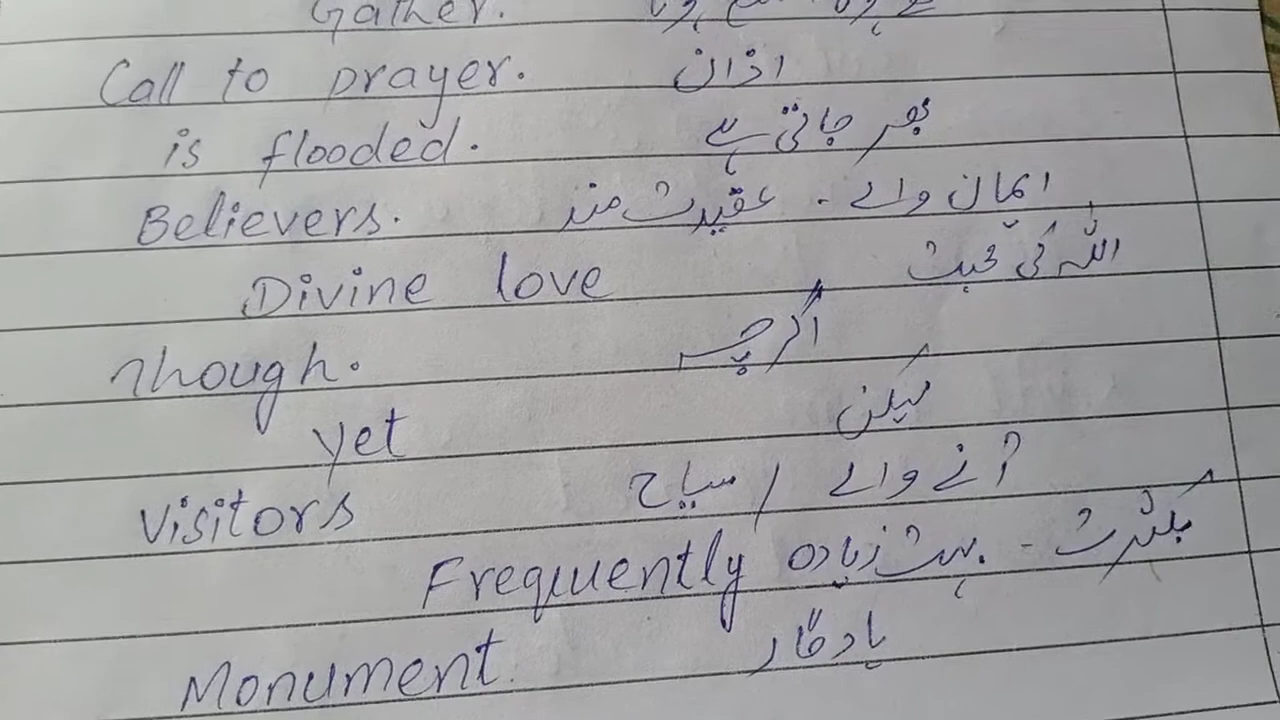 Gather.
Call to prayer. اذان
is flooded. بھر جاتی ہے
Believers. ایمان والے - عقیدت مند
Divine love اللہ کی محبت
Though. اگرچہ
yet لیکن
Visitors آنے والے / سیاح
Frequently بکثرت - بہت زیادہ
Monument. یادگار